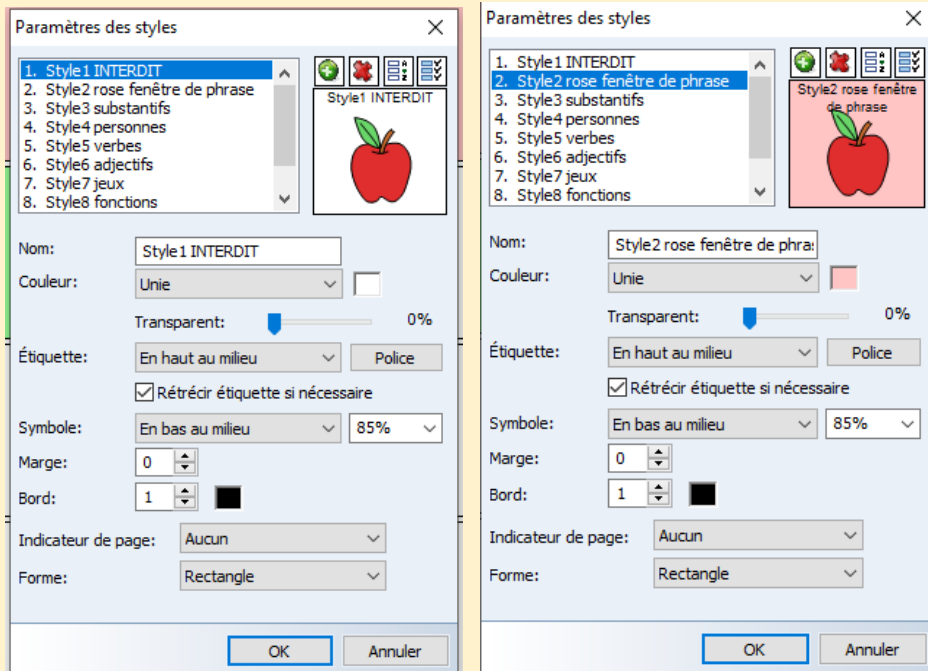 Paramètres des styles
1. Style1 INTERDIT
2. Style2 rose fenêtre de phrase
3. Style3 substantifs
4. Style4 personnes
5. Style5 verbes
6. Style6 adjectifs
7. Style7 jeux
8. Style8 fonctions
Style1 INTERDIT
Nom: Style1 INTERDIT
Couleur: Unie
Transparent: 0%
Étiquette: En haut au milieu Police
Rétrécir étiquette si nécessaire
Symbole: En bas au milieu 85%
Marge: 0
Bord: 1
Indicateur de page: Aucun
Forme: Rectangle
OK Annuler
Paramètres des styles
1. Style1 INTERDIT
2. Style2 rose fenêtre de phrase
3. Style3 substantifs
4. Style4 personnes
5. Style5 verbes
6. Style6 adjectifs
7. Style7 jeux
8. Style8 fonctions
Style2 rose fenêtre
de phrase
Nom: Style2 rose fenêtre de phra
Couleur: Unie
Transparent: 0%
Étiquette: En haut au milieu Police
Rétrécir étiquette si nécessaire
Symbole: En bas au milieu 85%
Marge: 0
Bord: 1
Indicateur de page: Aucun
Forme: Rectangle
OK Annuler